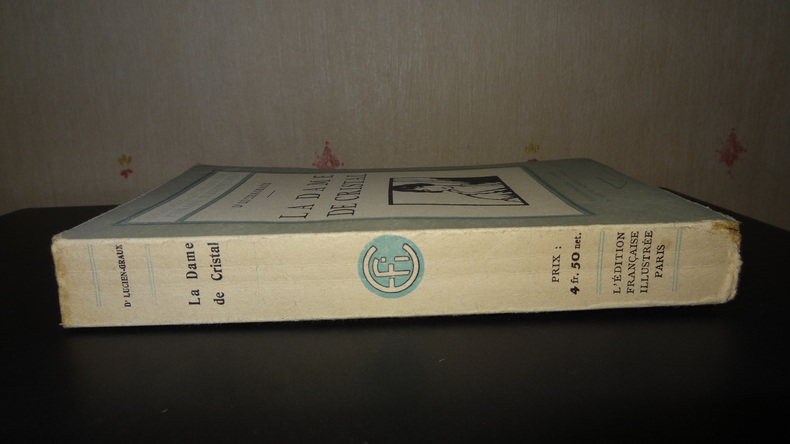 Dr LUCIEN-GRAUX
La Dame
de Cristal
PRIX :
4 fr. 50 net.
L'ÉDITION
FRANÇAISE
ILLUSTRÉE
PARIS
LA DAME
DE CRISTAL